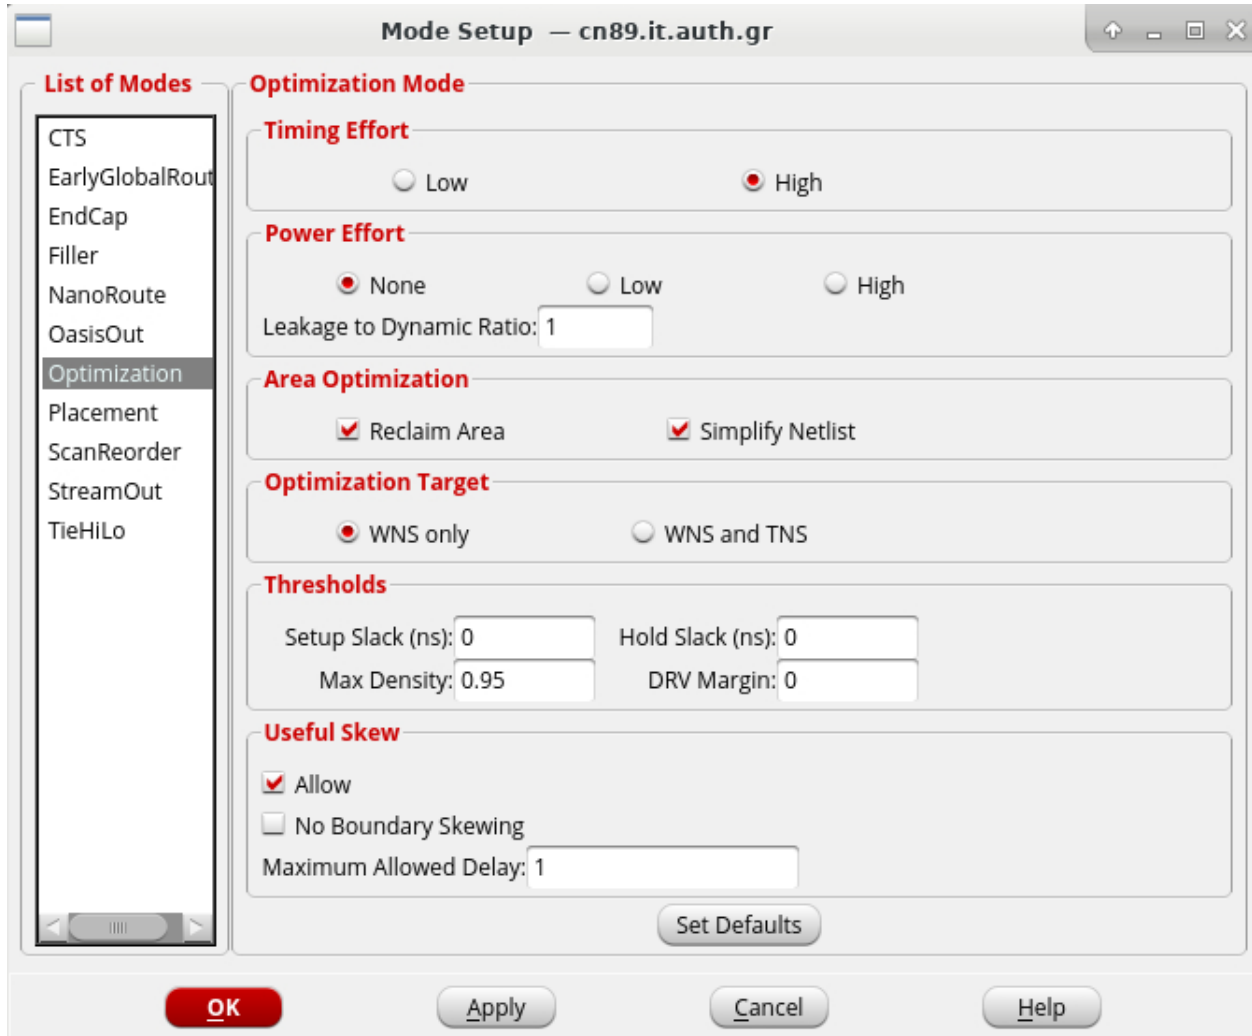 Mode Setup — cn89.it.auth.gr
List of Modes
CTS
EarlyGlobalRout
EndCap
Filler
NanoRoute
OasisOut
Optimization
Placement
ScanReorder
StreamOut
TieHiLo
Optimization Mode
Timing Effort
Low High
Power Effort
None Low High
Leakage to Dynamic Ratio: 1
Area Optimization
Reclaim Area Simplify Netlist
Optimization Target
WNS only WNS and TNS
Thresholds
Setup Slack (ns): 0 Hold Slack (ns): 0
Max Density: 0.95 DRV Margin: 0
Useful Skew
Allow
No Boundary Skewing
Maximum Allowed Delay: 1
Set Defaults
OK Apply Cancel Help